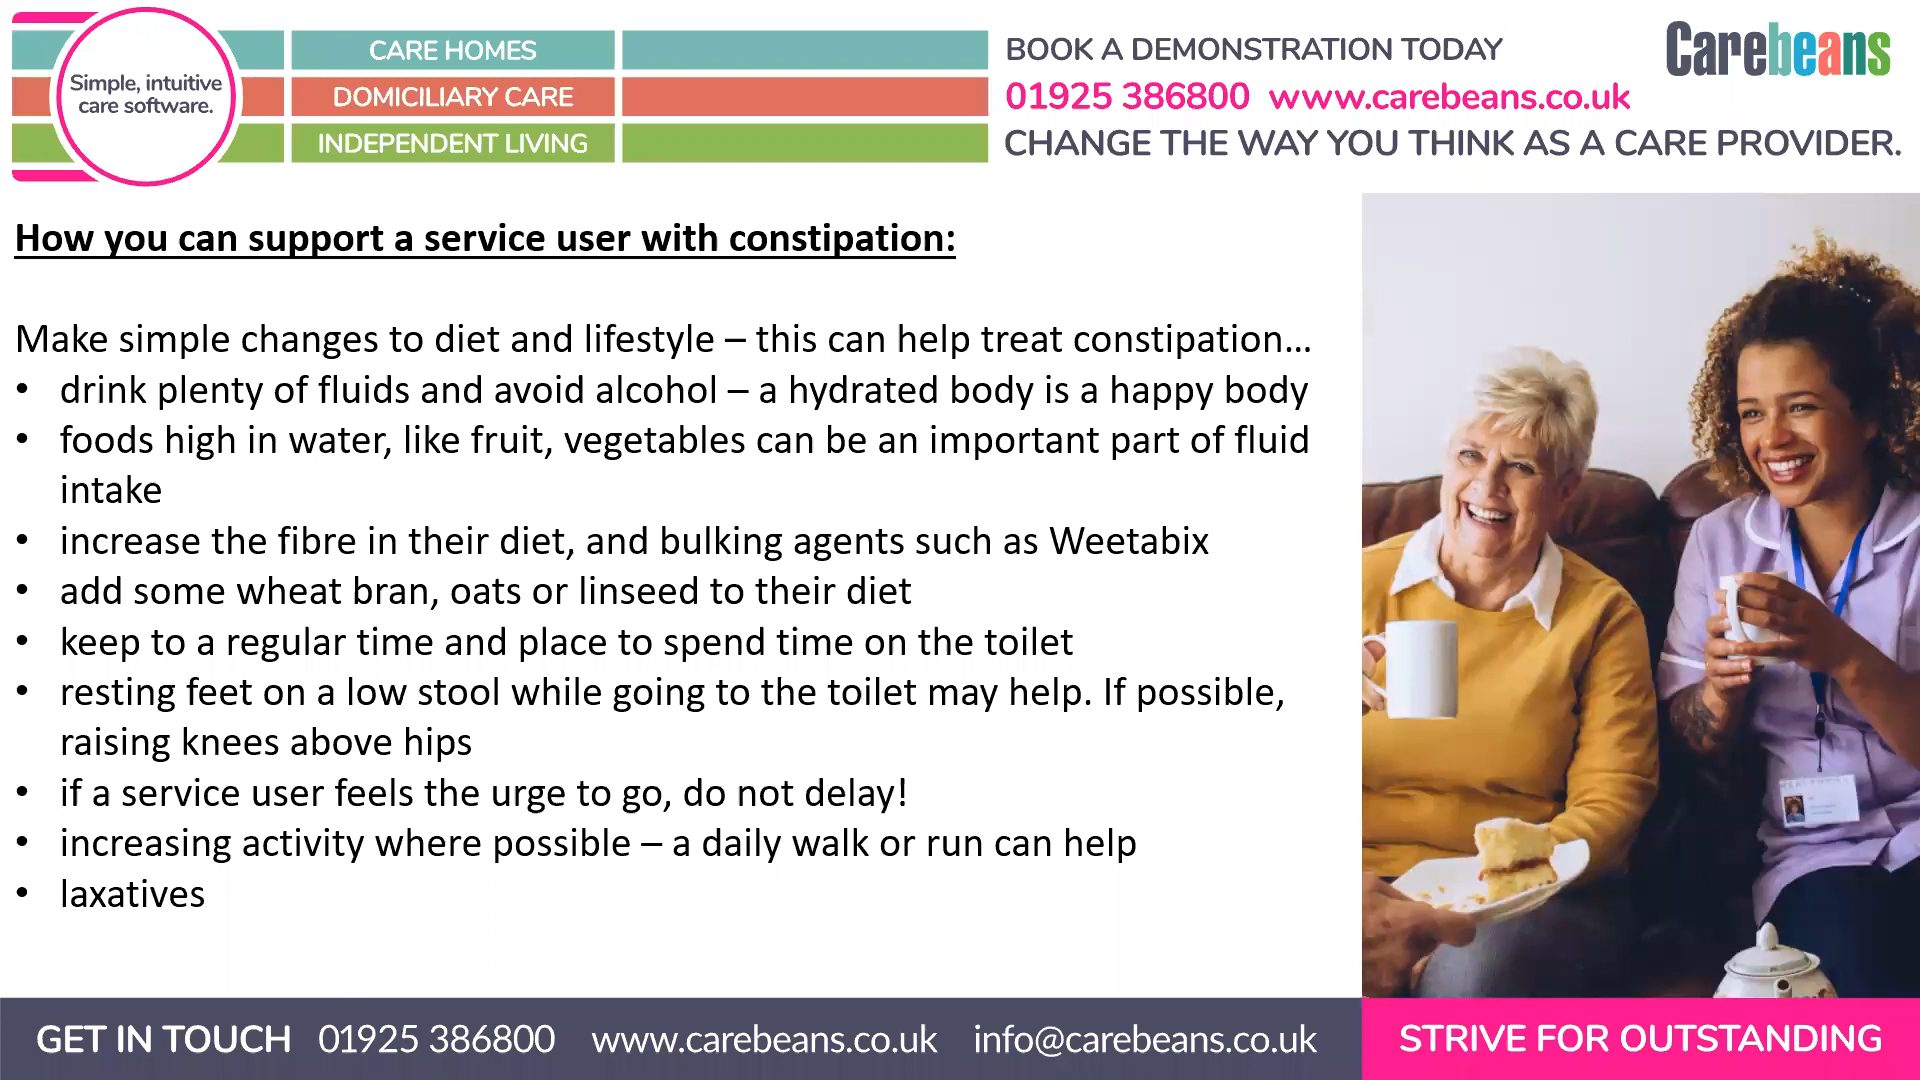 Simple, intuitive
care software.
CARE HOMES
DOMICILIARY CARE
INDEPENDENT LIVING
BOOK A DEMONSTRATION TODAY
01925 386800 www.carebeans.co.uk
CHANGE THE WAY YOU THINK AS A CARE PROVIDER.
Carebeans
How you can support a service user with constipation:
Make simple changes to diet and lifestyle – this can help treat constipation...
• drink plenty of fluids and avoid alcohol – a hydrated body is a happy body
• foods high in water, like fruit, vegetables can be an important part of fluid
intake
• increase the fibre in their diet, and bulking agents such as Weetabix
• add some wheat bran, oats or linseed to their diet
• keep to a regular time and place to spend time on the toilet
• resting feet on a low stool while going to the toilet may help. If possible,
raising knees above hips
• if a service user feels the urge to go, do not delay!
• increasing activity where possible – a daily walk or run can help
• laxatives
GET IN TOUCH 01925 386800 www.carebeans.co.uk info@carebeans.co.uk
STRIVE FOR OUTSTANDING